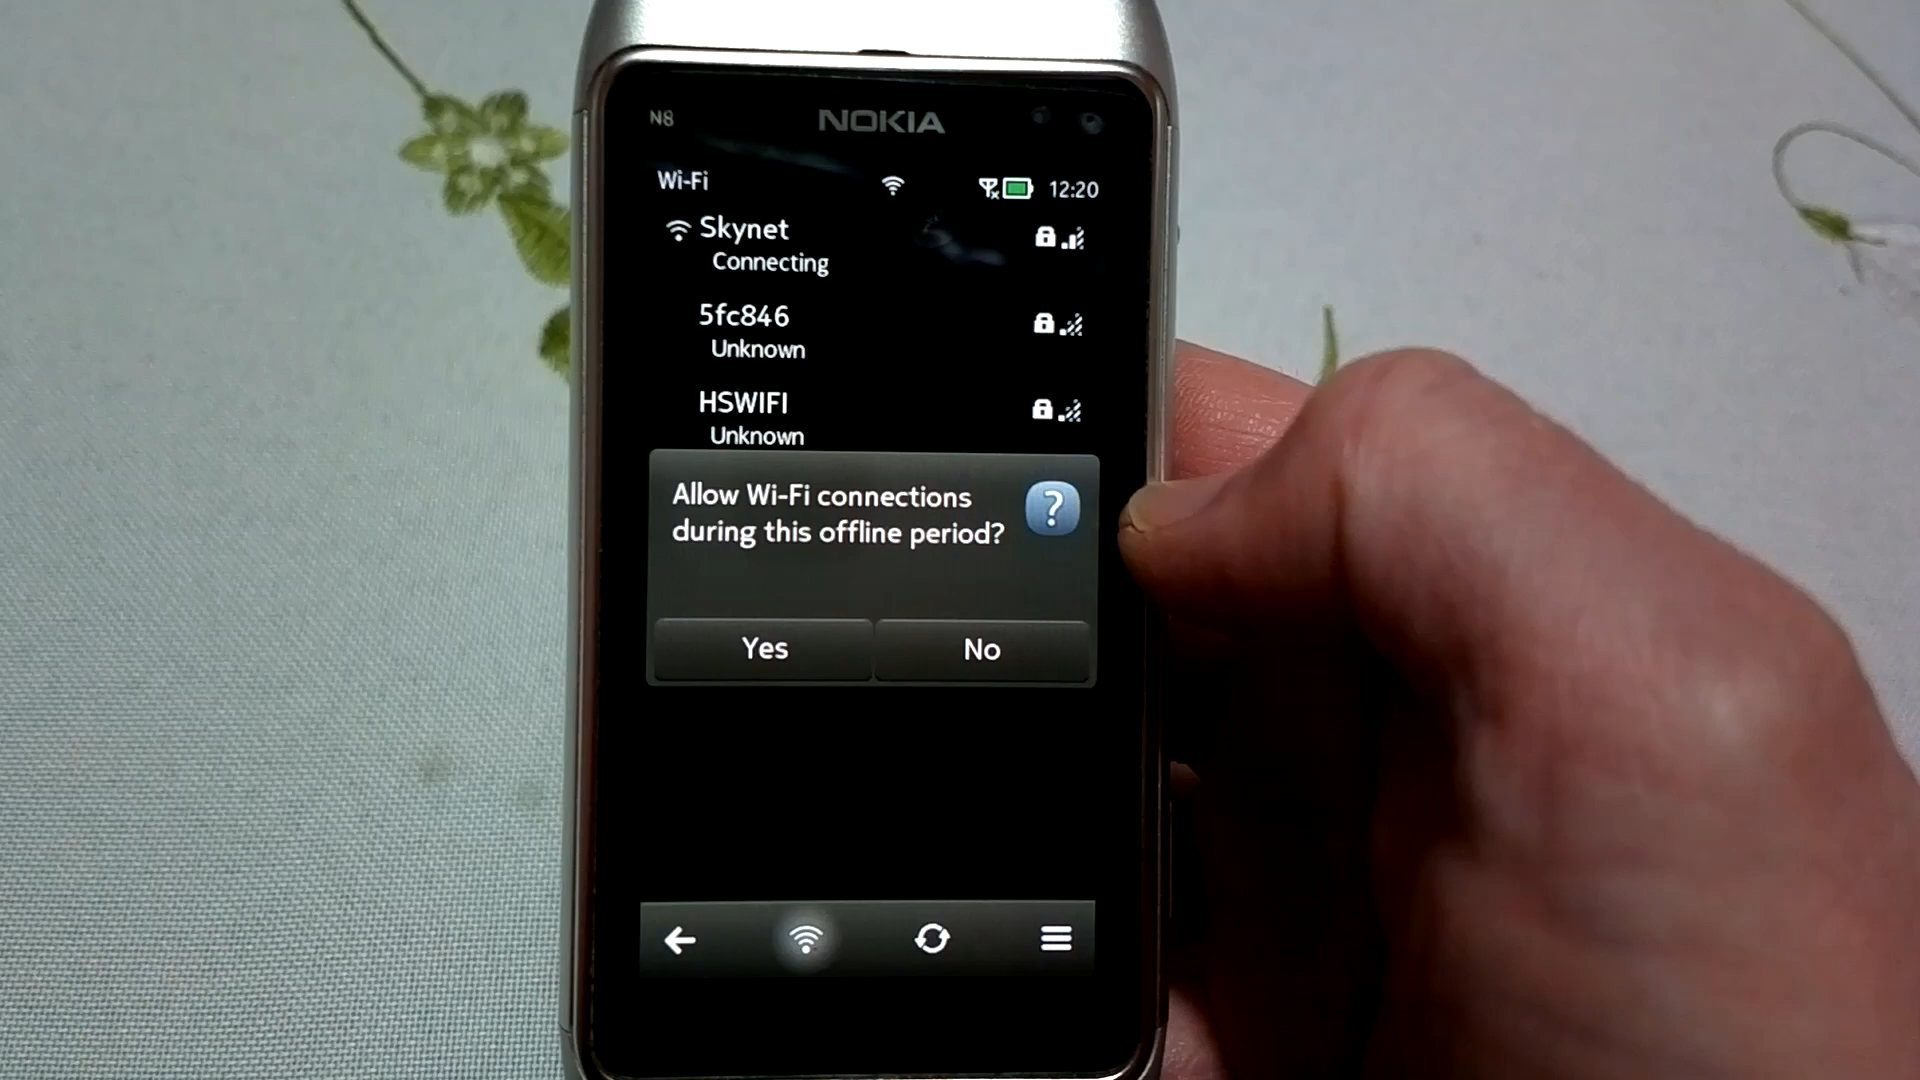 N8 NOKIA
Wi-Fi 12:20
Skynet
Connecting
5fc846
Unknown
HSWIFI
Unknown
Allow Wi-Fi connections
during this offline period?
Yes No